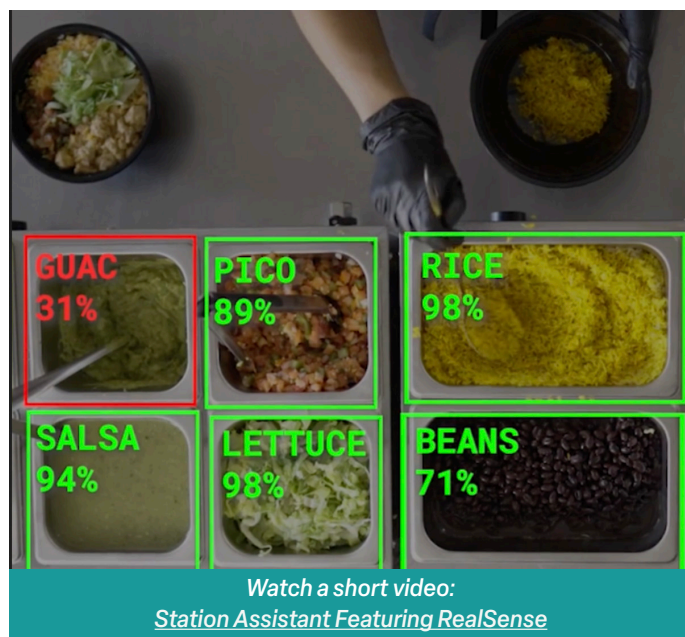 GUAC
31%
PICO
89%
RICE
98%
SALSA
94%
LETTUCE
98%
BEANS
71%
Watch a short video:
Station Assistant Featuring RealSense